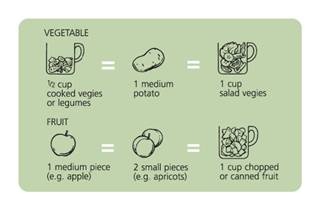 VEGETABLE
½ cup
cooked vegies
or legumes
=
1 medium
potato
=
1 cup
salad vegies
FRUIT
1 medium piece
(e.g. apple)
=
2 small pieces
(e.g. apricots)
=
1 cup chopped
or canned fruit